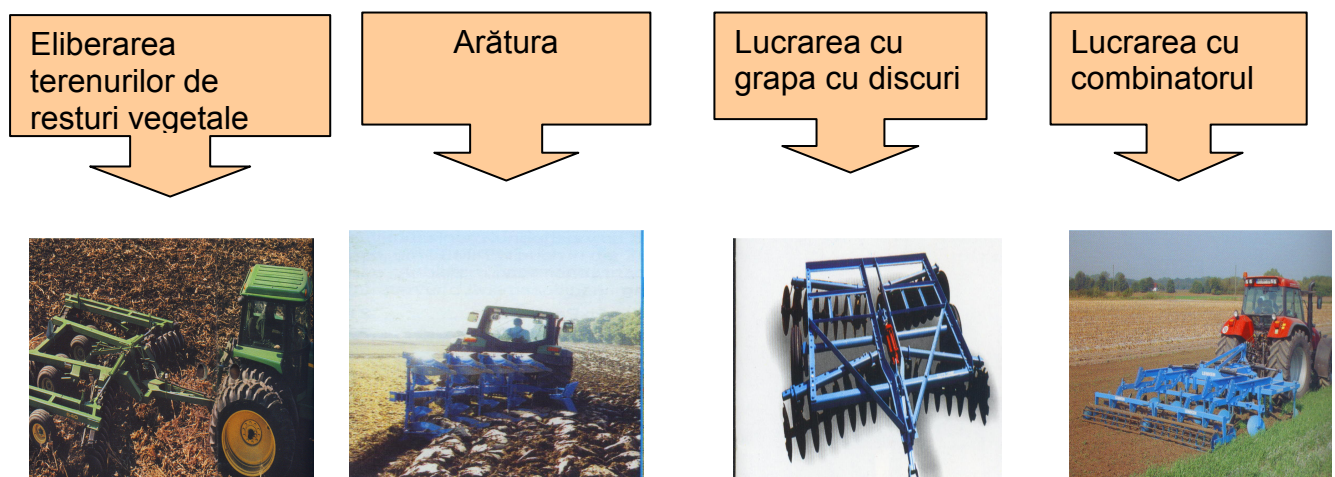 Eliberarea
terenurilor de
resturi vegetale
Arătura
Lucrarea cu
grapa cu discuri
Lucrarea cu
combinatorul